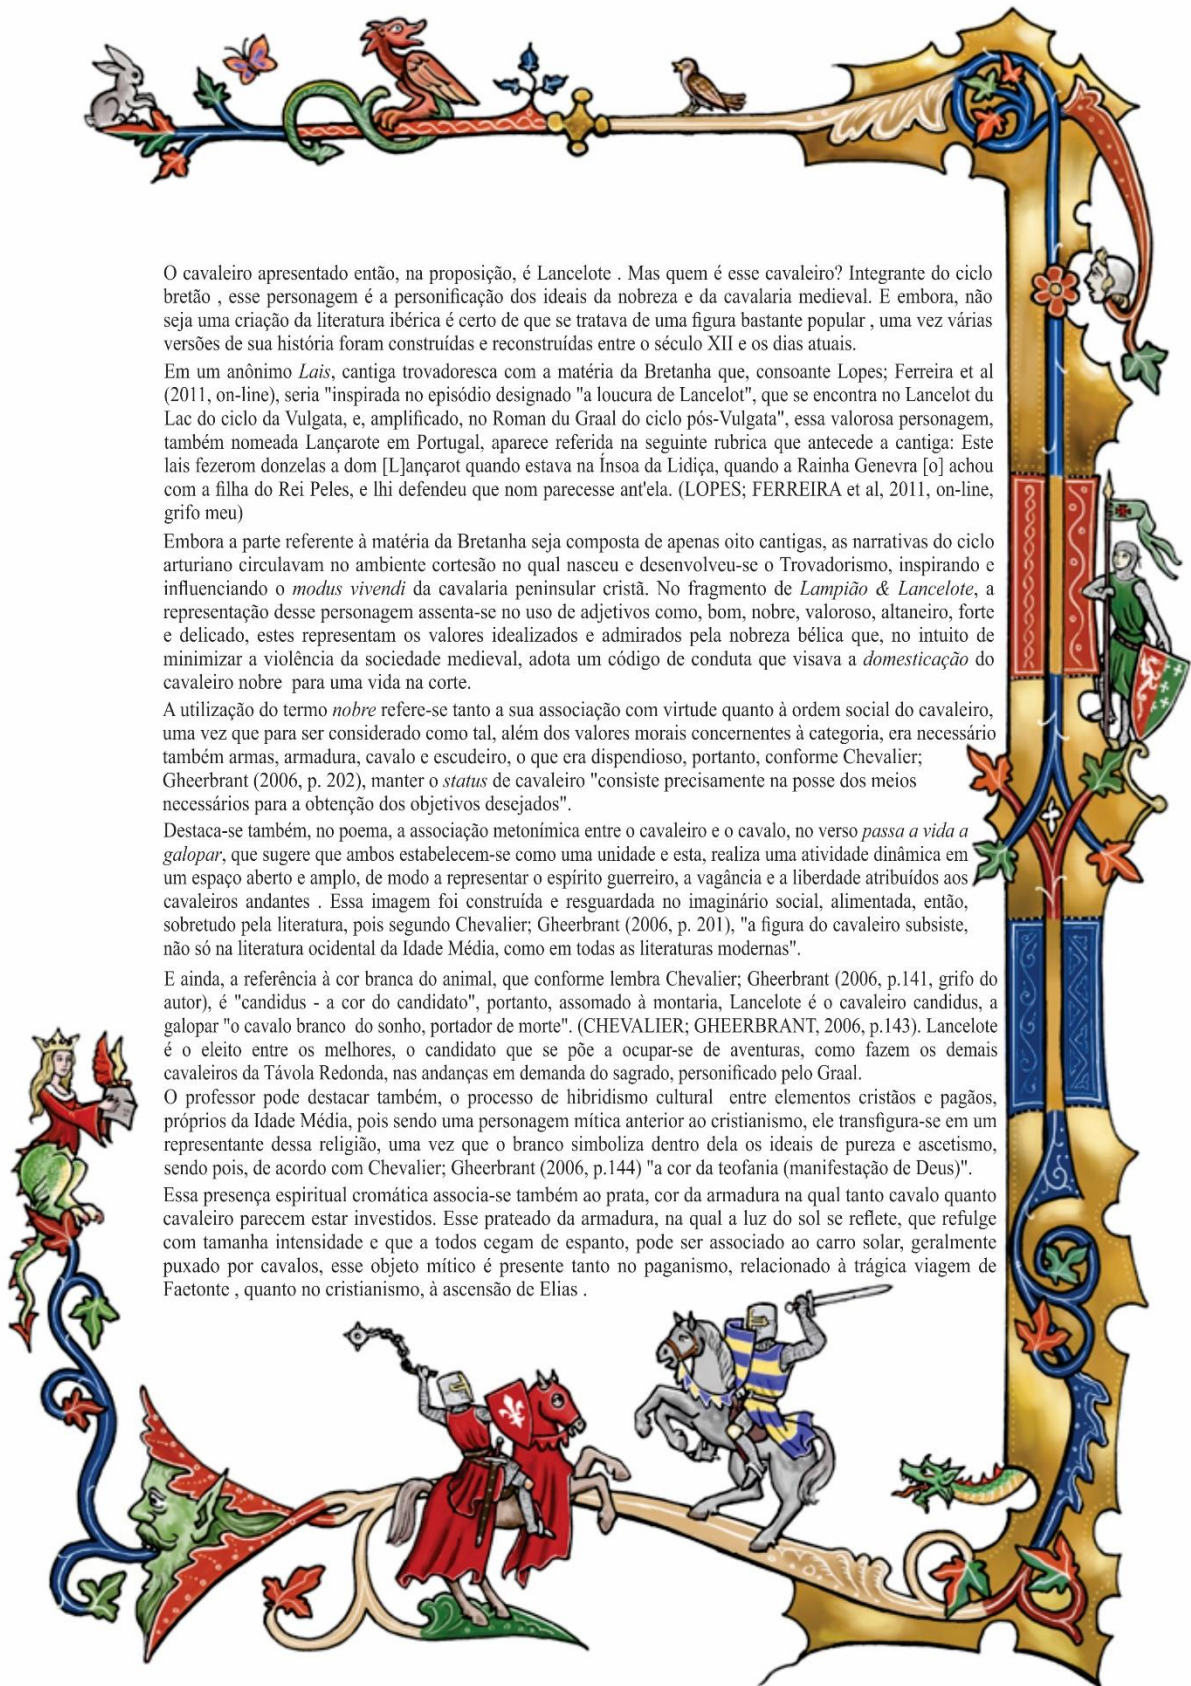 O cavaleiro apresentado então, na proposição, é Lancelote . Mas quem é esse cavaleiro? Integrante do ciclo
bretão , esse personagem é a personificação dos ideais da nobreza e da cavalaria medieval. E embora, não
seja uma criação da literatura ibérica é certo de que se tratava de uma figura bastante popular , uma vez várias
versões de sua história foram construídas e reconstruídas entre o século XII e os dias atuais.
Em um anônimo Lais, cantiga trovadoresca com a matéria da Bretanha que, consoante Lopes; Ferreira et al
(2011, on-line), seria "inspirada no episódio designado "a loucura de Lancelot", que se encontra no Lancelot du
Lac do ciclo da Vulgata, e, amplificado, no Roman du Graal do ciclo pós-Vulgata", essa valorosa personagem,
também nomeada Lançarote em Portugal, aparece referida na seguinte rubrica que antecede a cantiga: Este
lais fezerom donzelas a dom [L]ançarot quando estava na Ínsoa da Lidiça, quando a Rainha Genevra [o] achou
com a filha do Rei Peles, e lhi defendeu que nom parecesse ant'ela. (LOPES; FERREIRA et al, 2011, on-line,
grifo meu)
Embora a parte referente à matéria da Bretanha seja composta de apenas oito cantigas, as narrativas do ciclo
arturiano circulavam no ambiente cortesão no qual nasceu e desenvolveu-se o Trovadorismo, inspirando e
influenciando o modus vivendi da cavalaria peninsular cristã. No fragmento de Lampião & Lancelote, a
representação desse personagem assenta-se no uso de adjetivos como, bom, nobre, valoroso, altaneiro, forte
e delicado, estes representam os valores idealizados e admirados pela nobreza bélica que, no intuito de
minimizar a violência da sociedade medieval, adota um código de conduta que visava a domesticação do
cavaleiro nobre para uma vida na corte.
A utilização do termo nobre refere-se tanto a sua associação com virtude quanto à ordem social do cavaleiro,
uma vez que para ser considerado como tal, além dos valores morais concernentes à categoria, era necessário
também armas, armadura, cavalo e escudeiro, o que era dispendioso, portanto, conforme Chevalier;
Gheerbrant (2006, p. 202), manter o status de cavaleiro "consiste precisamente na posse dos meios
necessários para a obtenção dos objetivos desejados".
Destaca-se também, no poema, a associação metonímica entre o cavaleiro e o cavalo, no verso passa a vida a
galopar, que sugere que ambos estabelecem-se como uma unidade e esta, realiza uma atividade dinâmica em
um espaço aberto e amplo, de modo a representar o espírito guerreiro, a vagância e a liberdade atribuídos aos
cavaleiros andantes . Essa imagem foi construída e resguardada no imaginário social, alimentada, então,
sobretudo pela literatura, pois segundo Chevalier; Gheerbrant (2006, p. 201), "a figura do cavaleiro subsiste,
não só na literatura ocidental da Idade Média, como em todas as literaturas modernas".
E ainda, a referência à cor branca do animal, que conforme lembra Chevalier; Gheerbrant (2006, p.141, grifo do
autor), é "candidus - a cor do candidato", portanto, assomado à montaria, Lancelote é o cavaleiro candidus, a
galopar "o cavalo branco do sonho, portador de morte". (CHEVALIER; GHEERBRANT, 2006, p.143). Lancelote
é o eleito entre os melhores, o candidato que se põe a ocupar-se de aventuras, como fazem os demais
cavaleiros da Távola Redonda, nas andanças em demanda do sagrado, personificado pelo Graal.
O professor pode destacar também, o processo de hibridismo cultural entre elementos cristãos e pagãos,
próprios da Idade Média, pois sendo uma personagem mítica anterior ao cristianismo, ele transfigura-se em um
representante dessa religião, uma vez que o branco simboliza dentro dela os ideais de pureza e ascetismo,
sendo pois, de acordo com Chevalier; Gheerbrant (2006, p.144) "a cor da teofania (manifestação de Deus)".
Essa presença espiritual cromática associa-se também ao prata, cor da armadura na qual tanto cavalo quanto
cavaleiro parecem estar investidos. Esse prateado da armadura, na qual a luz do sol se reflete, que refulge
com tamanha intensidade e que a todos cegam de espanto, pode ser associado ao carro solar, geralmente
puxado por cavalos, esse objeto mítico é presente tanto no paganismo, relacionado à trágica viagem de
Faetonte , quanto no cristianismo, à ascensão de Elias .